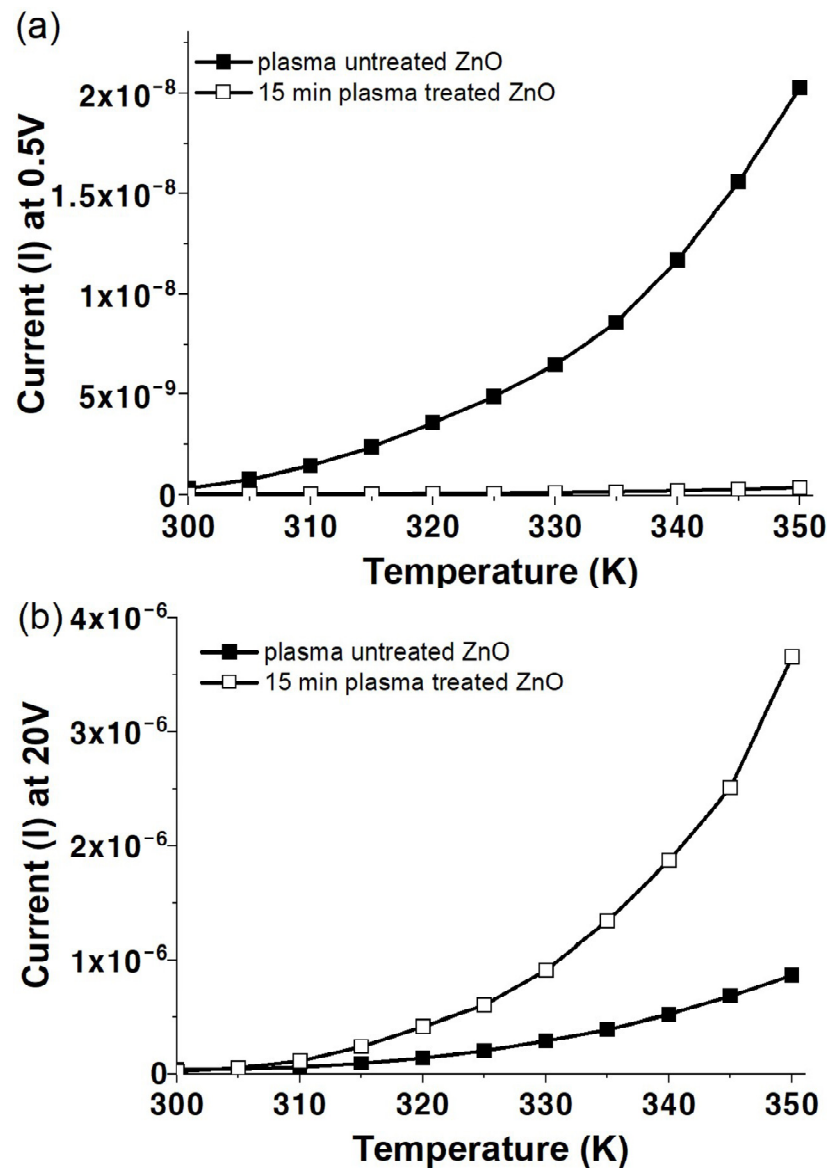 (a)
plasma untreated ZnO
15 min plasma treated ZnO
2x10⁻⁸
1.5x10⁻⁸
1x10⁻⁸
5x10⁻⁹
0
Current (I) at 0.5V
300 310 320 330 340 350
Temperature (K)
(b)
plasma untreated ZnO
15 min plasma treated ZnO
4x10⁻⁶
3x10⁻⁶
2x10⁻⁶
1x10⁻⁶
0
Current (I) at 20V
300 310 320 330 340 350
Temperature (K)